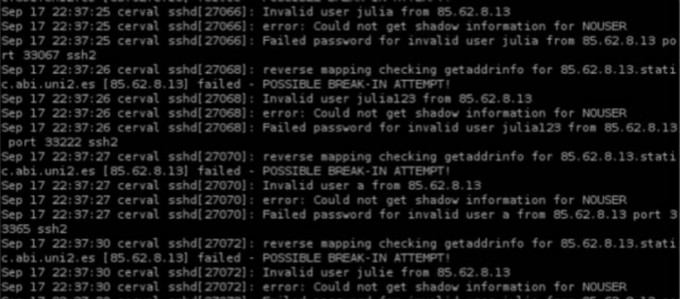 Sep 17 22:37:25 cerval sshd[27066]: Invalid user julia from 85.62.8.13
Sep 17 22:37:25 cerval sshd[27066]: error: Could not get shadow information for NOUSER
Sep 17 22:37:25 cerval sshd[27066]: Failed password for invalid user julia from 85.62.8.13 po
rt 33067 ssh2
Sep 17 22:37:26 cerval sshd[27068]: reverse mapping checking getaddrinfo for 85.62.8.13.stati
c.abi.uni2.es [85.62.8.13] failed - POSSIBLE BREAK-IN ATTEMPT!
Sep 17 22:37:26 cerval sshd[27068]: Invalid user julia123 from 85.62.8.13
Sep 17 22:37:26 cerval sshd[27068]: error: Could not get shadow information for NOUSER
Sep 17 22:37:26 cerval sshd[27068]: Failed password for invalid user julia123 from 85.62.8.13
 port 33222 ssh2
Sep 17 22:37:27 cerval sshd[27070]: reverse mapping checking getaddrinfo for 85.62.8.13.stati
c.abi.uni2.es [85.62.8.13] failed - POSSIBLE BREAK-IN ATTEMPT!
Sep 17 22:37:27 cerval sshd[27070]: Invalid user a from 85.62.8.13
Sep 17 22:37:27 cerval sshd[27070]: error: Could not get shadow information for NOUSER
Sep 17 22:37:27 cerval sshd[27070]: Failed password for invalid user a from 85.62.8.13 port 3
3365 ssh2
Sep 17 22:37:30 cerval sshd[27072]: reverse mapping checking getaddrinfo for 85.62.8.13.stati
c.abi.uni2.es [85.62.8.13] failed - POSSIBLE BREAK-IN ATTEMPT!
Sep 17 22:37:30 cerval sshd[27072]: Invalid user julie from 85.62.8.13
Sep 17 22:37:30 cerval sshd[27072]: error: Could not get shadow information for NOUSER